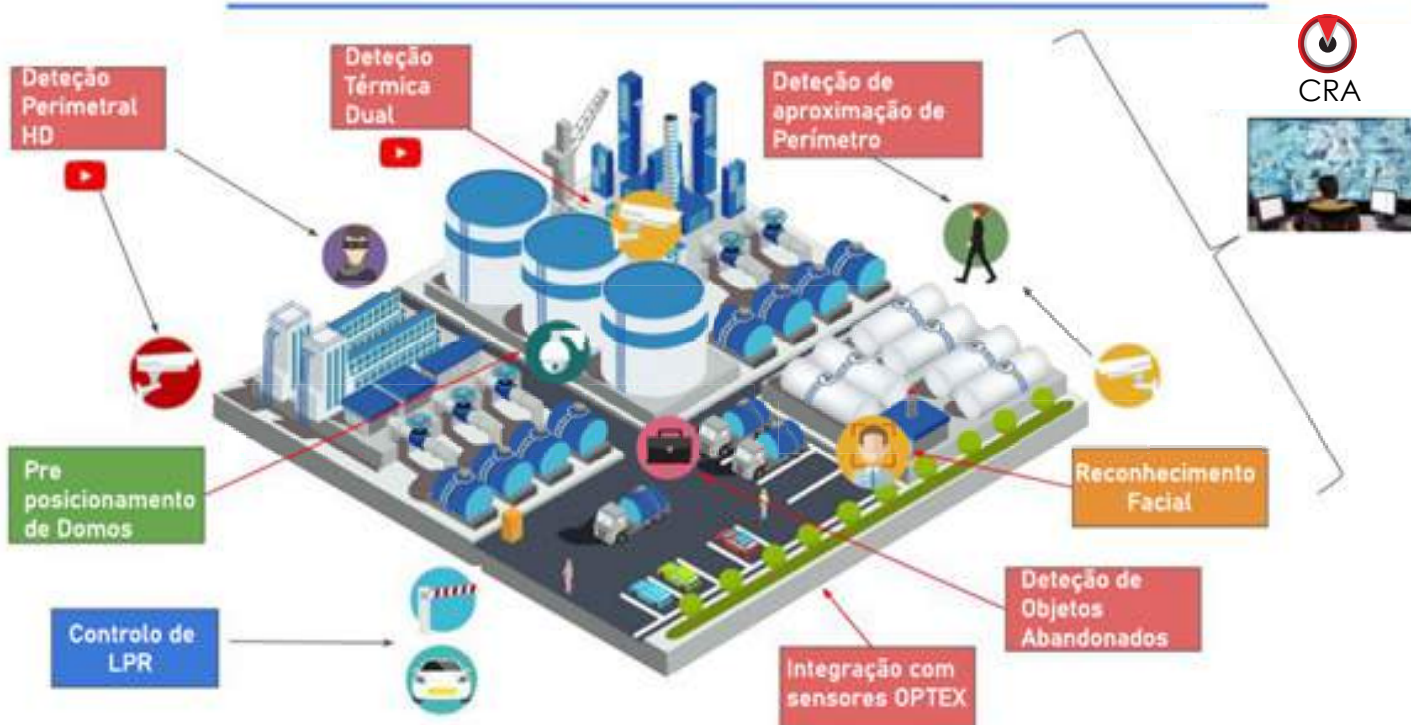 CRA
Deteção
Perimetral
HD
Deteção
Térmica
Dual
Deteção de
aproximação de
Perímetro
Pre
posicionamento
de Domos
Reconhecimento
Facial
Deteção de
Objetos
Abandonados
Controlo de
LPR
Integração com
sensores OPTEX